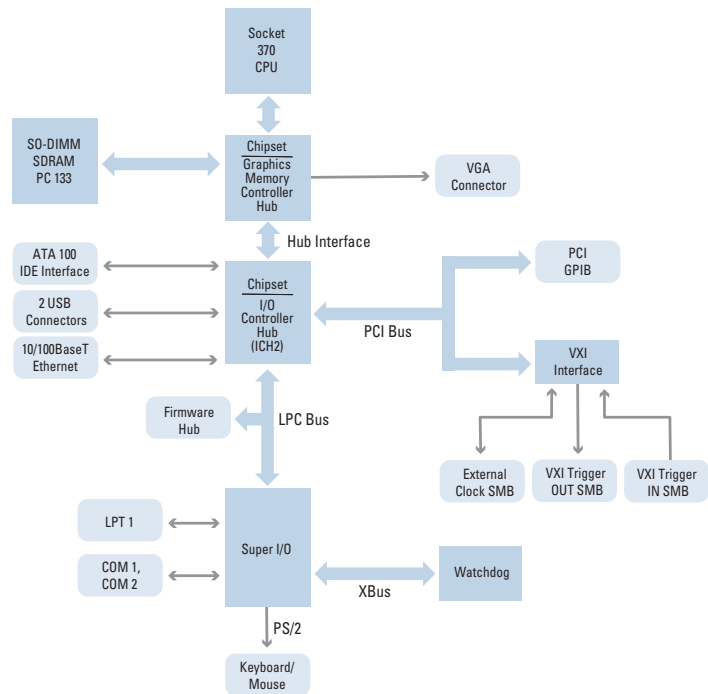 Socket
370
CPU
SO-DIMM
SDRAM
PC 133
Chipset
Graphics
Memory
Controller
Hub
VGA
Connector
Hub Interface
ATA 100
IDE Interface
2 USB
Connectors
10/100BaseT
Ethernet
Chipset
I/O
Controller
Hub
(ICH2)
PCI Bus
PCI
GPIB
VXI
Interface
Firmware
Hub
LPC Bus
External
Clock SMB
VXI Trigger
OUT SMB
VXI Trigger
IN SMB
LPT 1
COM 1,
COM 2
Super I/O
XBus
Watchdog
PS/2
Keyboard/
Mouse